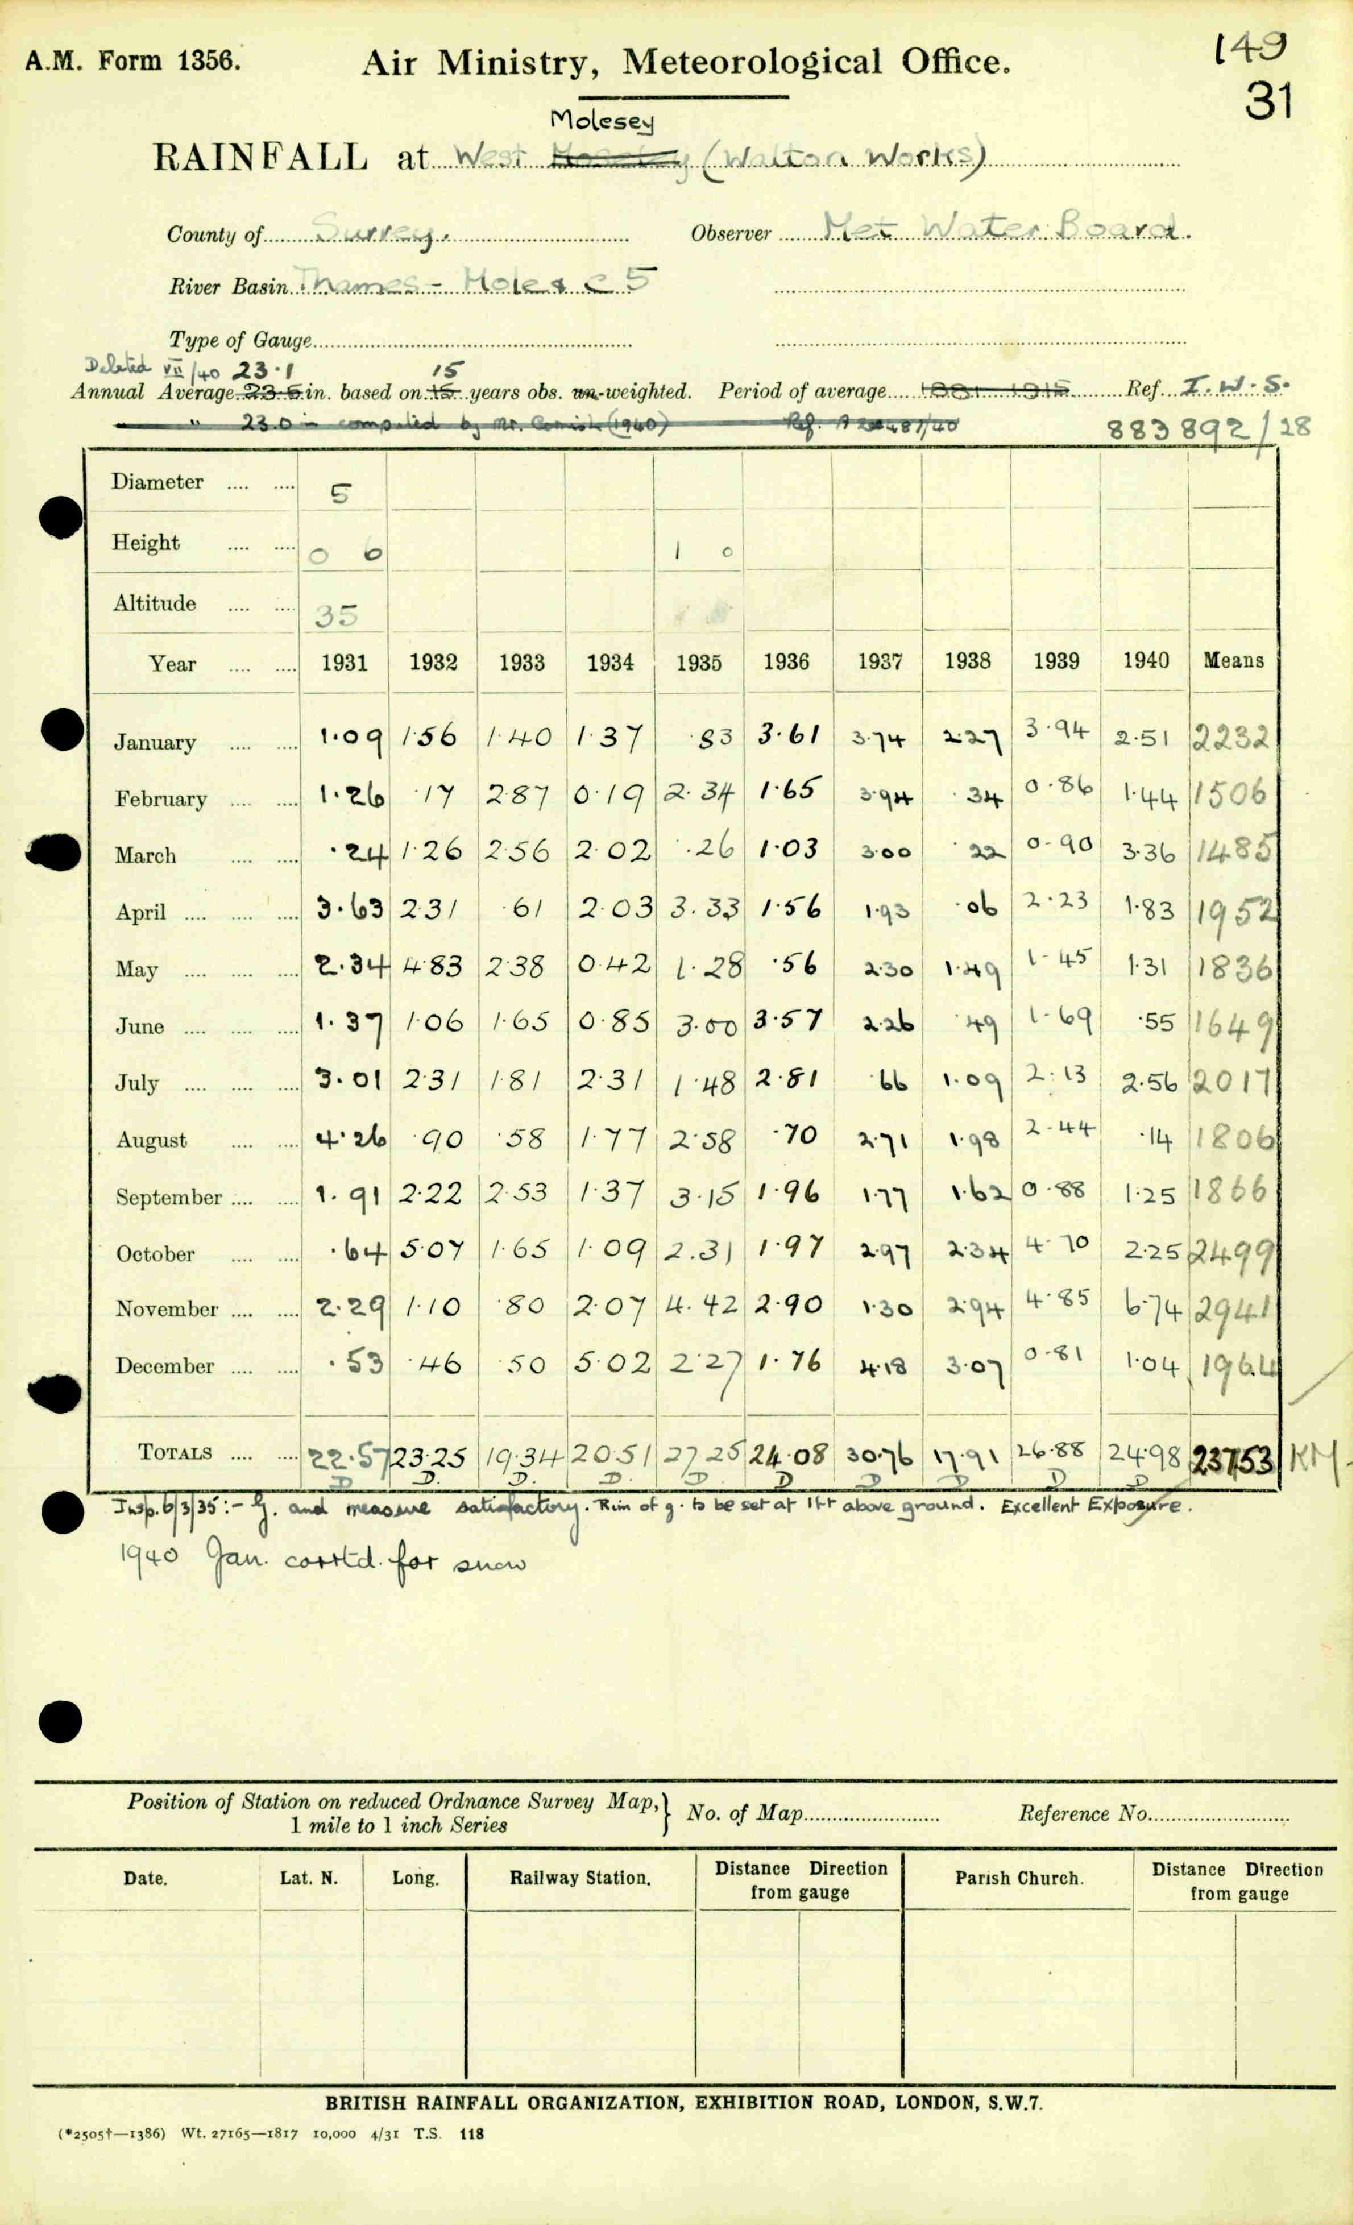 A.M. Form 1356. Air Ministry, Meteorological Office. 149
31
Molesey
RAINFALL at West (Walton Works)
County of Surrey. Observer Met Water Board.
River Basin Thames - Mole & C 5
Type of Gauge
Deleted VII/40 23.1 15
Annual Average 23.5 in. based on 15 years obs. un-weighted. Period of average 1881-1915 Ref. I.W.S.
" 23.0 in computed by Mr. (1940) Ref. 481/40 883892/28
Diameter .... .... 5
Height .... .... 0 6 1 0
Altitude .... .... 35
Year .... .... 1931 1932 1933 1934 1935 1936 1937 1938 1939 1940 Means
January .... .... 1.09 1.56 1.40 1.37 .83 3.61 3.74 2.27 3.94 2.51 2232
February .... .... 1.26 .17 2.87 0.19 2.34 1.65 3.94 .34 0.86 1.44 1506
March .... .... .24 1.26 2.56 2.02 .26 1.03 3.00 .22 0.90 3.36 1485
April .... .... .... 3.63 2.31 .61 2.03 3.33 1.56 1.93 .06 2.23 1.83 1952
May .... .... .... 2.34 4.83 2.38 0.42 1.28 .56 2.30 1.49 1.45 1.31 1836
June .... .... .... 1.37 1.06 1.65 0.85 3.00 3.57 2.26 .49 1.69 .55 1649
July .... .... .... 3.01 2.31 1.81 2.31 1.48 2.81 .66 1.09 2.13 2.56 2017
August .... .... 4.26 .90 .58 1.77 2.58 .70 2.71 1.98 2.44 .14 1806
September .... .... 1.91 2.22 2.53 1.37 3.15 1.96 1.77 1.62 0.88 1.25 1866
October .... .... .64 5.07 1.65 1.09 2.31 1.97 2.97 2.34 4.70 2.25 2499
November .... .... 2.29 1.10 .80 2.07 4.42 2.90 1.30 2.94 4.85 6.74 2941
December .... .... .53 .46 .50 5.02 2.27 1.76 4.18 3.07 0.81 1.04 1964
TOTALS .... .... 22.57 23.25 19.34 20.51 27.25 24.08 30.76 17.91 26.88 24.98 23753 KM
D D. D. D. D D D D D D
Insp. 6/3/35:- G. and measure satisfactory. Rim of g. to be set at 1ft above ground. Excellent Exposure.
1940 Jan. corrtd. for snow
Position of Station on reduced Ordnance Survey Map, } No. of Map Reference No.
1 mile to 1 inch Series
Date. Lat. N. Long. Railway Station. Distance Direction from gauge Parish Church. Distance Direction from gauge
BRITISH RAINFALL ORGANIZATION, EXHIBITION ROAD, LONDON, S.W.7.
(*2505†—1386) Wt. 27165—1817 10,000 4/31 T.S. 118